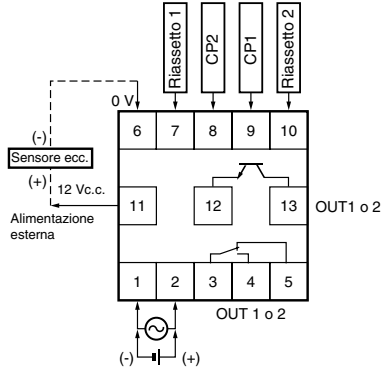 Riassetto 1
CP2
CP1
Riassetto 2
0 V
6 7 8 9 10
(-)
Sensore ecc.
(+)
12 Vc.c.
Alimentazione
esterna
11 12 13
OUT1 o 2
1 2 3 4 5
OUT 1 o 2
(-) (+)